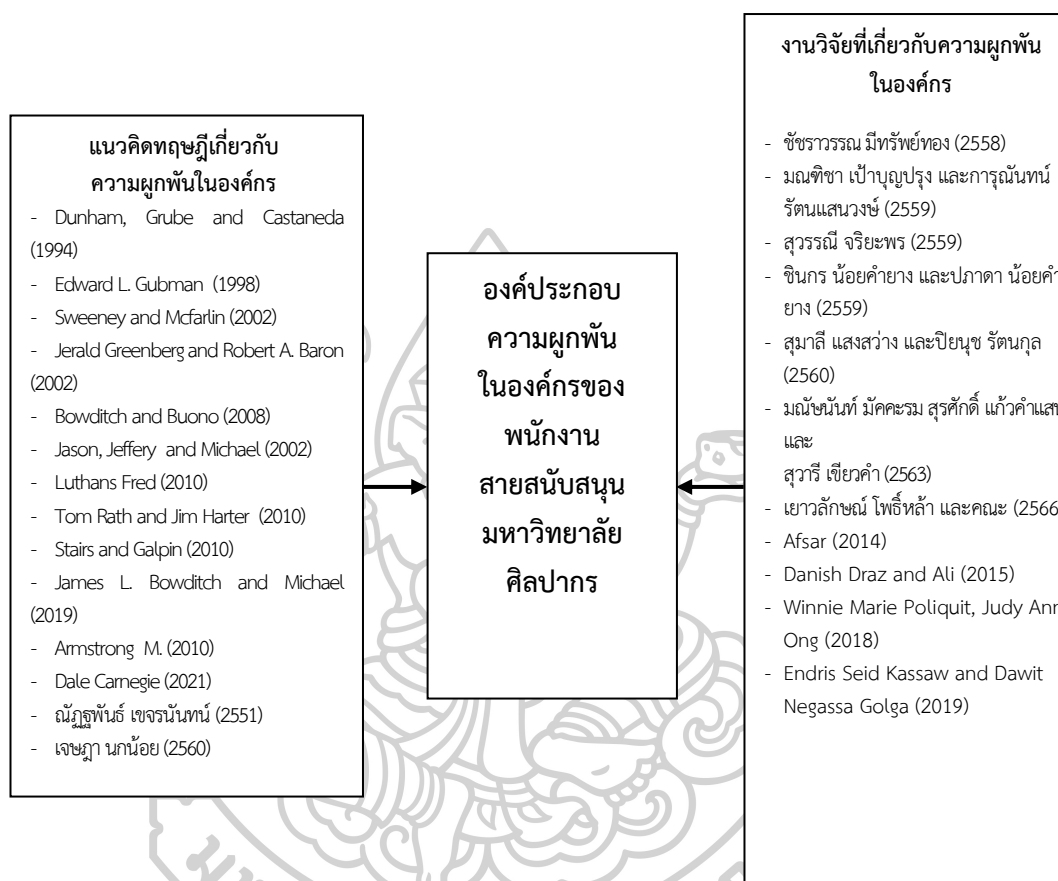 แนวคิดทฤษฎีเกี่ยวกับ
ความผูกพันในองค์กร
- Dunham, Grube and Castaneda
(1994)
- Edward L. Gubman (1998)
- Sweeney and Mcfarlin (2002)
- Jerald Greenberg and Robert A. Baron
(2002)
- Bowditch and Buono (2008)
- Jason, Jeffery and Michael (2002)
- Luthans Fred (2010)
- Tom Rath and Jim Harter (2010)
- Stairs and Galpin (2010)
- James L. Bowditch and Michael
(2019)
- Armstrong M. (2010)
- Dale Carnegie (2021)
- ณัฏฐพันธ์ เขจรนันทน์ (2551)
- เจษฎา นกน้อย (2560)
องค์ประกอบ
ความผูกพัน
ในองค์กรของ
พนักงาน
สายสนับสนุน
มหาวิทยาลัย
ศิลปากร
งานวิจัยที่เกี่ยวกับความผูกพัน
ในองค์กร
- ชัชราวรรณ มีทรัพย์ทอง (2558)
- มณฑิชา เป้าบุญปรุง และการุณันทน์
รัตนแสนวงษ์ (2559)
- สุวรรณี จริยะพร (2559)
- ชินกร น้อยคำยาง และปภาดา น้อยคำ
ยาง (2559)
- สุมาลี แสงสว่าง และปิยนุช รัตนกุล
(2560)
- มณัษนันท์ มัคคะรม สุรศักดิ์ แก้วคำแสน
และ
สุวารี เขียวคำ (2563)
- เยาวลักษณ์ โพธิ์หล้า และคณะ (2566
- Afsar (2014)
- Danish Draz and Ali (2015)
- Winnie Marie Poliquit, Judy Ann
Ong (2018)
- Endris Seid Kassaw and Dawit
Negassa Golga (2019)